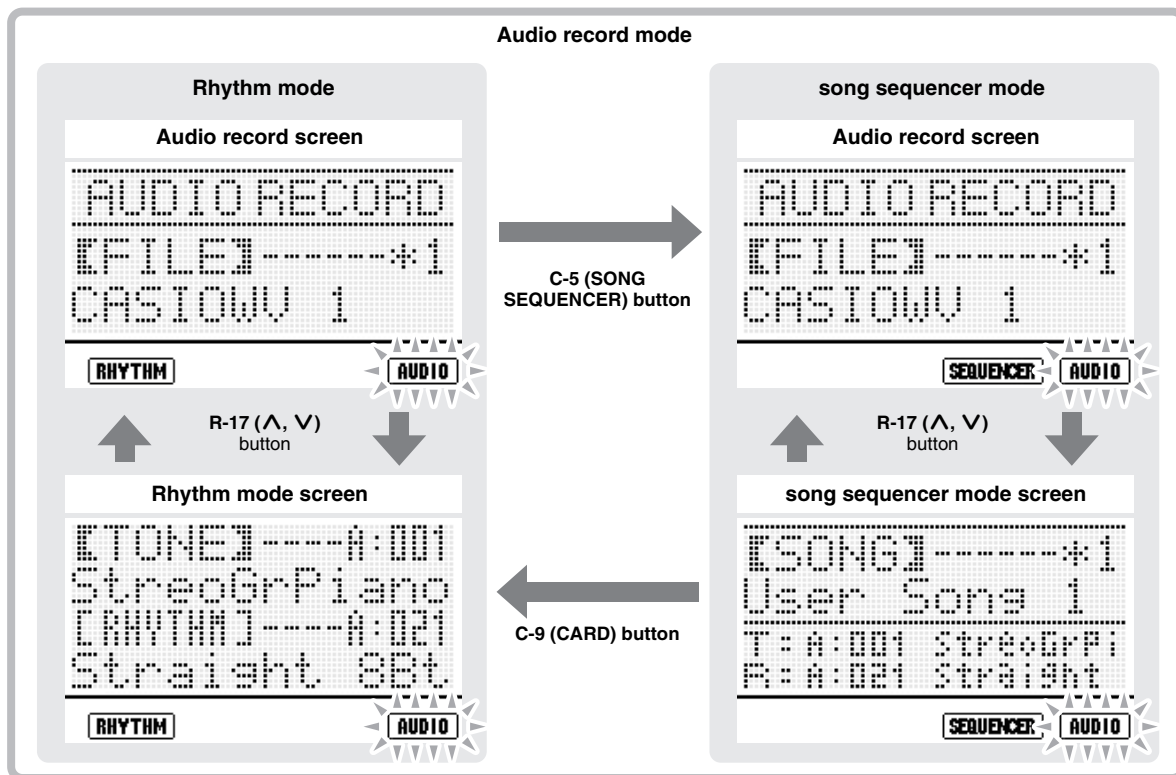 Audio record mode
Rhythm mode
Audio record screen
AUDIO RECORD
【FILE】------*1
CASIOWV 1
RHYTHM
AUDIO
R-17 (∧, ∨)
button
Rhythm mode screen
【TONE】----A:001
StreoGrPiano
[RHYTHM]----A:021
Straight 8Bt
RHYTHM
AUDIO
C-5 (SONG
SEQUENCER) button
C-9 (CARD) button
song sequencer mode
Audio record screen
AUDIO RECORD
【FILE】------*1
CASIOWV 1
SEQUENCER
AUDIO
R-17 (∧, ∨)
button
song sequencer mode screen
【SONG】------*1
User Song 1
T:A:001 StreoGrPi
R:A:021 Straight
SEQUENCER
AUDIO